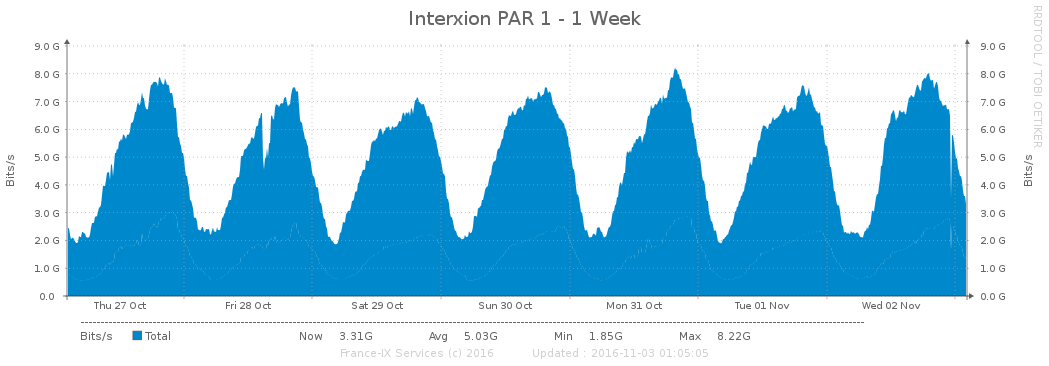 Interxion PAR 1 - 1 Week
RRDTOOL / TOBI OETIKER
Bits/s
9.0 G
8.0 G
7.0 G
6.0 G
5.0 G
4.0 G
3.0 G
2.0 G
1.0 G
0.0
9.0 G
8.0 G
7.0 G
6.0 G
5.0 G
4.0 G
3.0 G
2.0 G
1.0 G
0.0 G
Bits/s
Thu 27 Oct Fri 28 Oct Sat 29 Oct Sun 30 Oct Mon 31 Oct Tue 01 Nov Wed 02 Nov
Bits/s Total Now 3.31G Avg 5.03G Min 1.85G Max 8.22G
France-IX Services (c) 2016 Updated : 2016-11-03 01:05:05